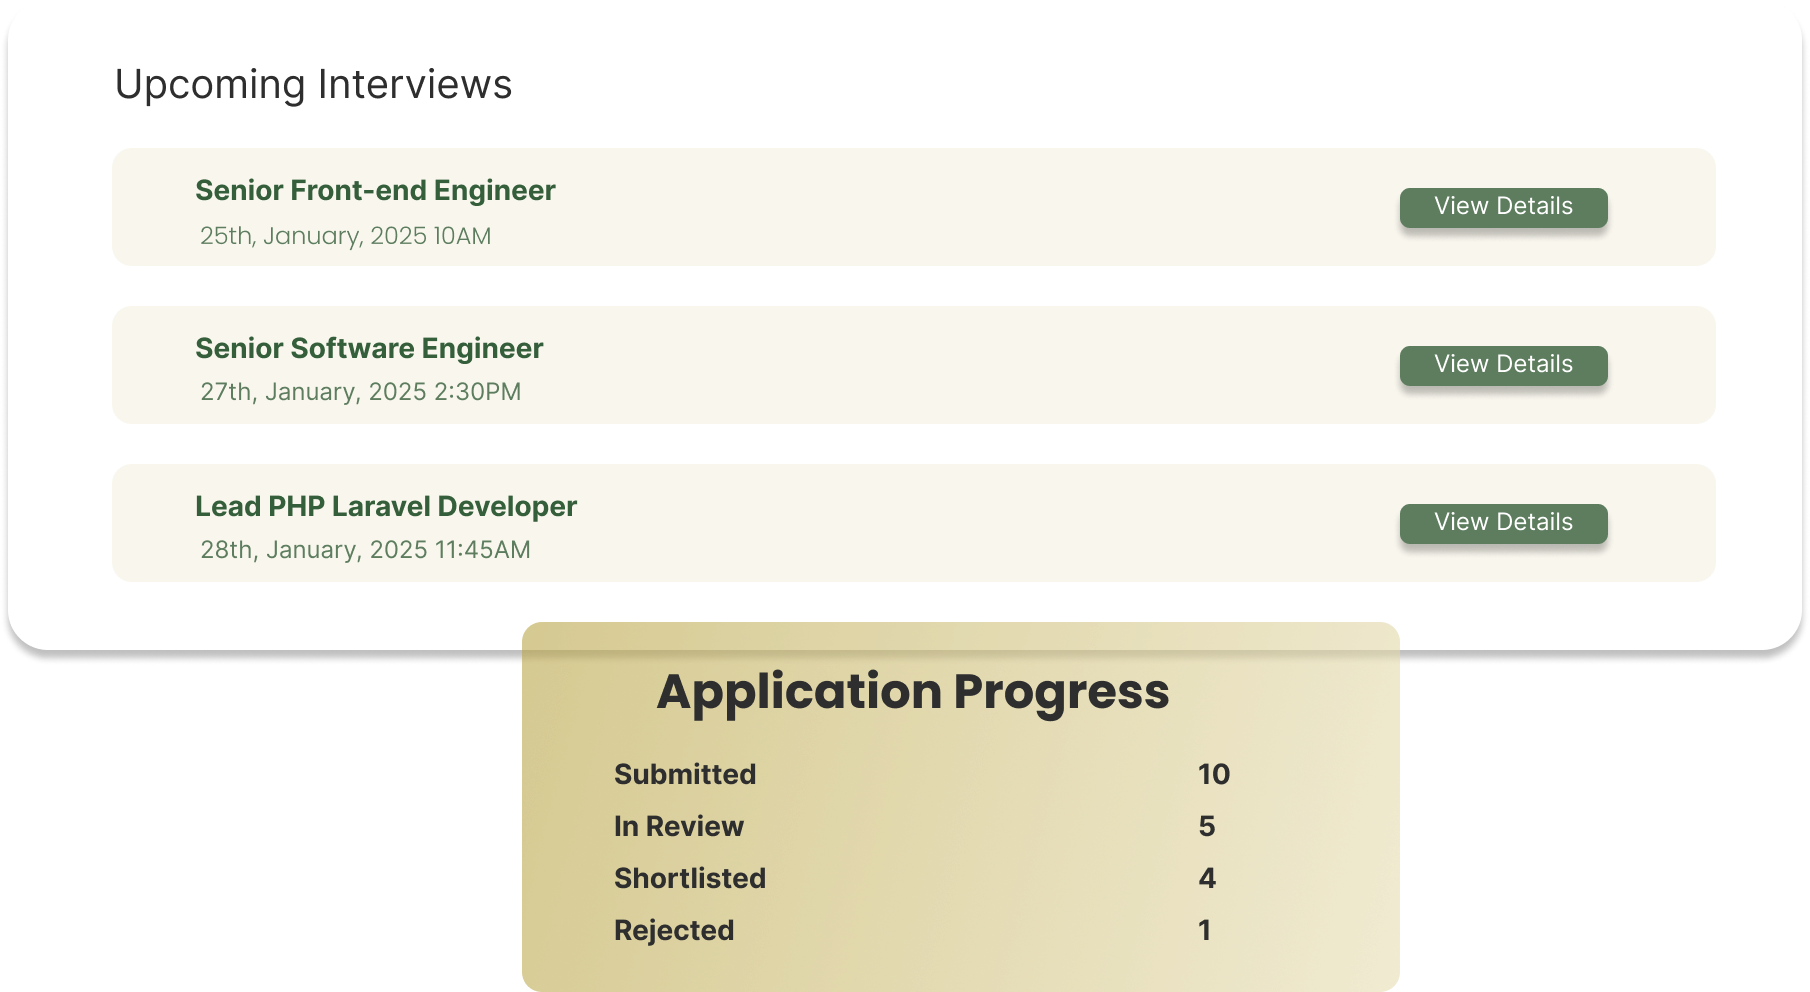 Upcoming Interviews
Senior Front-end Engineer
25th, January, 2025 10AM
View Details
Senior Software Engineer
27th, January, 2025 2:30PM
View Details
Lead PHP Laravel Developer
28th, January, 2025 11:45AM
View Details
Application Progress
Submitted 10
In Review 5
Shortlisted 4
Rejected 1